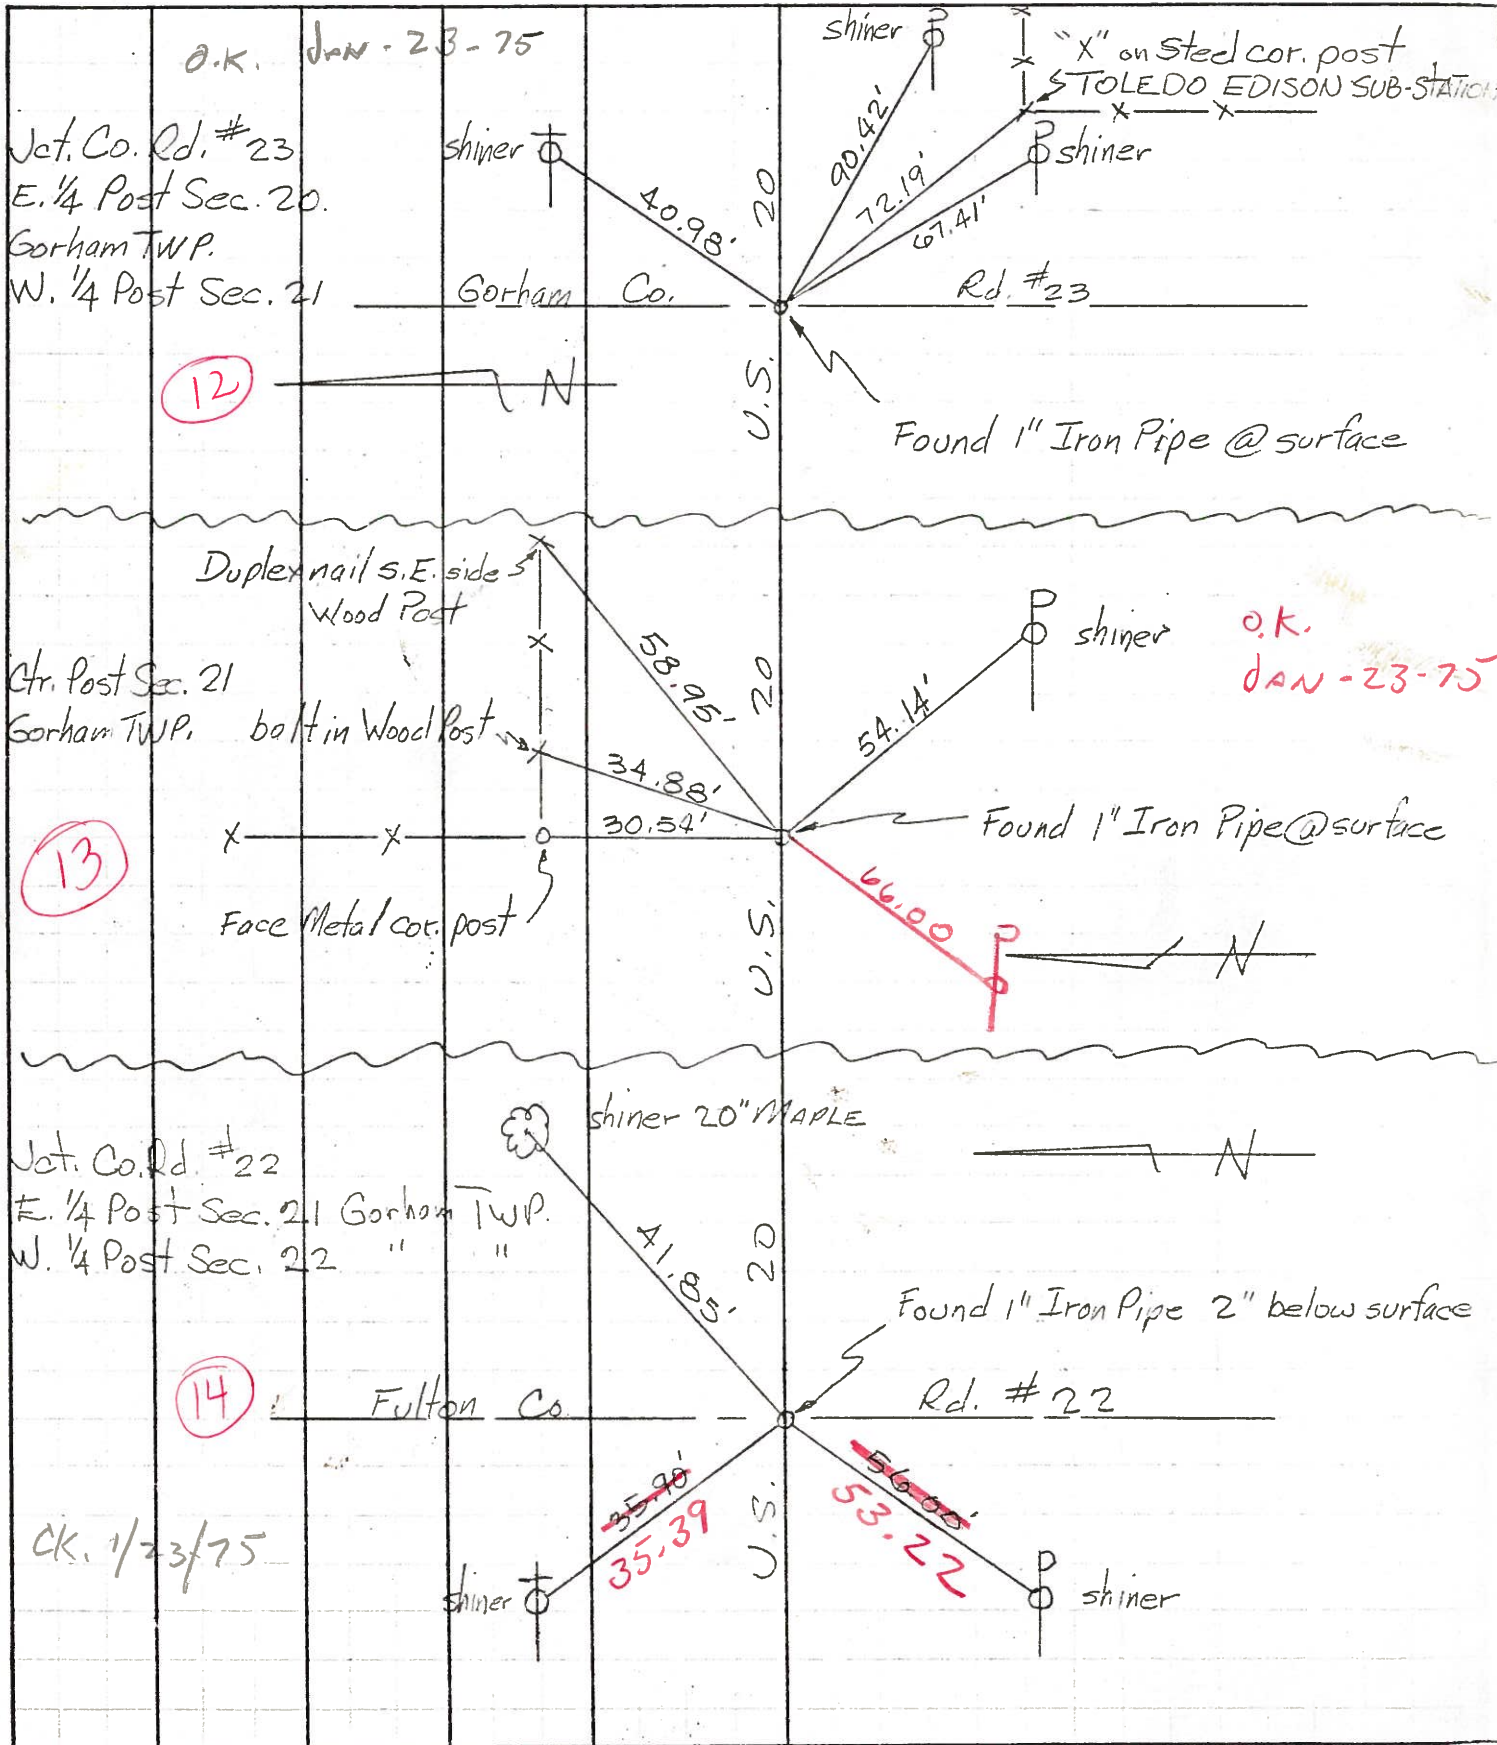 O.K. JAN-23-75
shiner
"X" on Steel cor. post
TOLEDO EDISON SUB-STATION
Jct. Co. Rd. #23
E. 1/4 Post Sec. 20.
Gorham TWP.
W. 1/4 Post Sec. 21
shiner
shiner
40.98'
90.42'
72.19'
67.41'
U.S. 20
Gorham Co. Rd. #23
12
N
Found 1" Iron Pipe @ surface
Duplex nail S.E. side
Wood Post
Ctr. Post Sec. 21
Gorham TWP.
bolt in Wood Post
58.95'
34.88'
30.54'
54.14'
shiner
O.K.
JAN-23-75
U.S. 20
Found 1" Iron Pipe @ surface
13
Face Metal cor. post
66.00
N
shiner 20" MAPLE
N
Jct. Co. Rd. #22
E. 1/4 Post Sec. 21 Gorham TWP.
W. 1/4 Post Sec. 22 " "
41.85'
U.S. 20
Found 1" Iron Pipe 2" below surface
14
Fulton Co Rd. #22
35.90'
35.39
56.00'
53.22
CK. 1/23/75
shiner
shiner